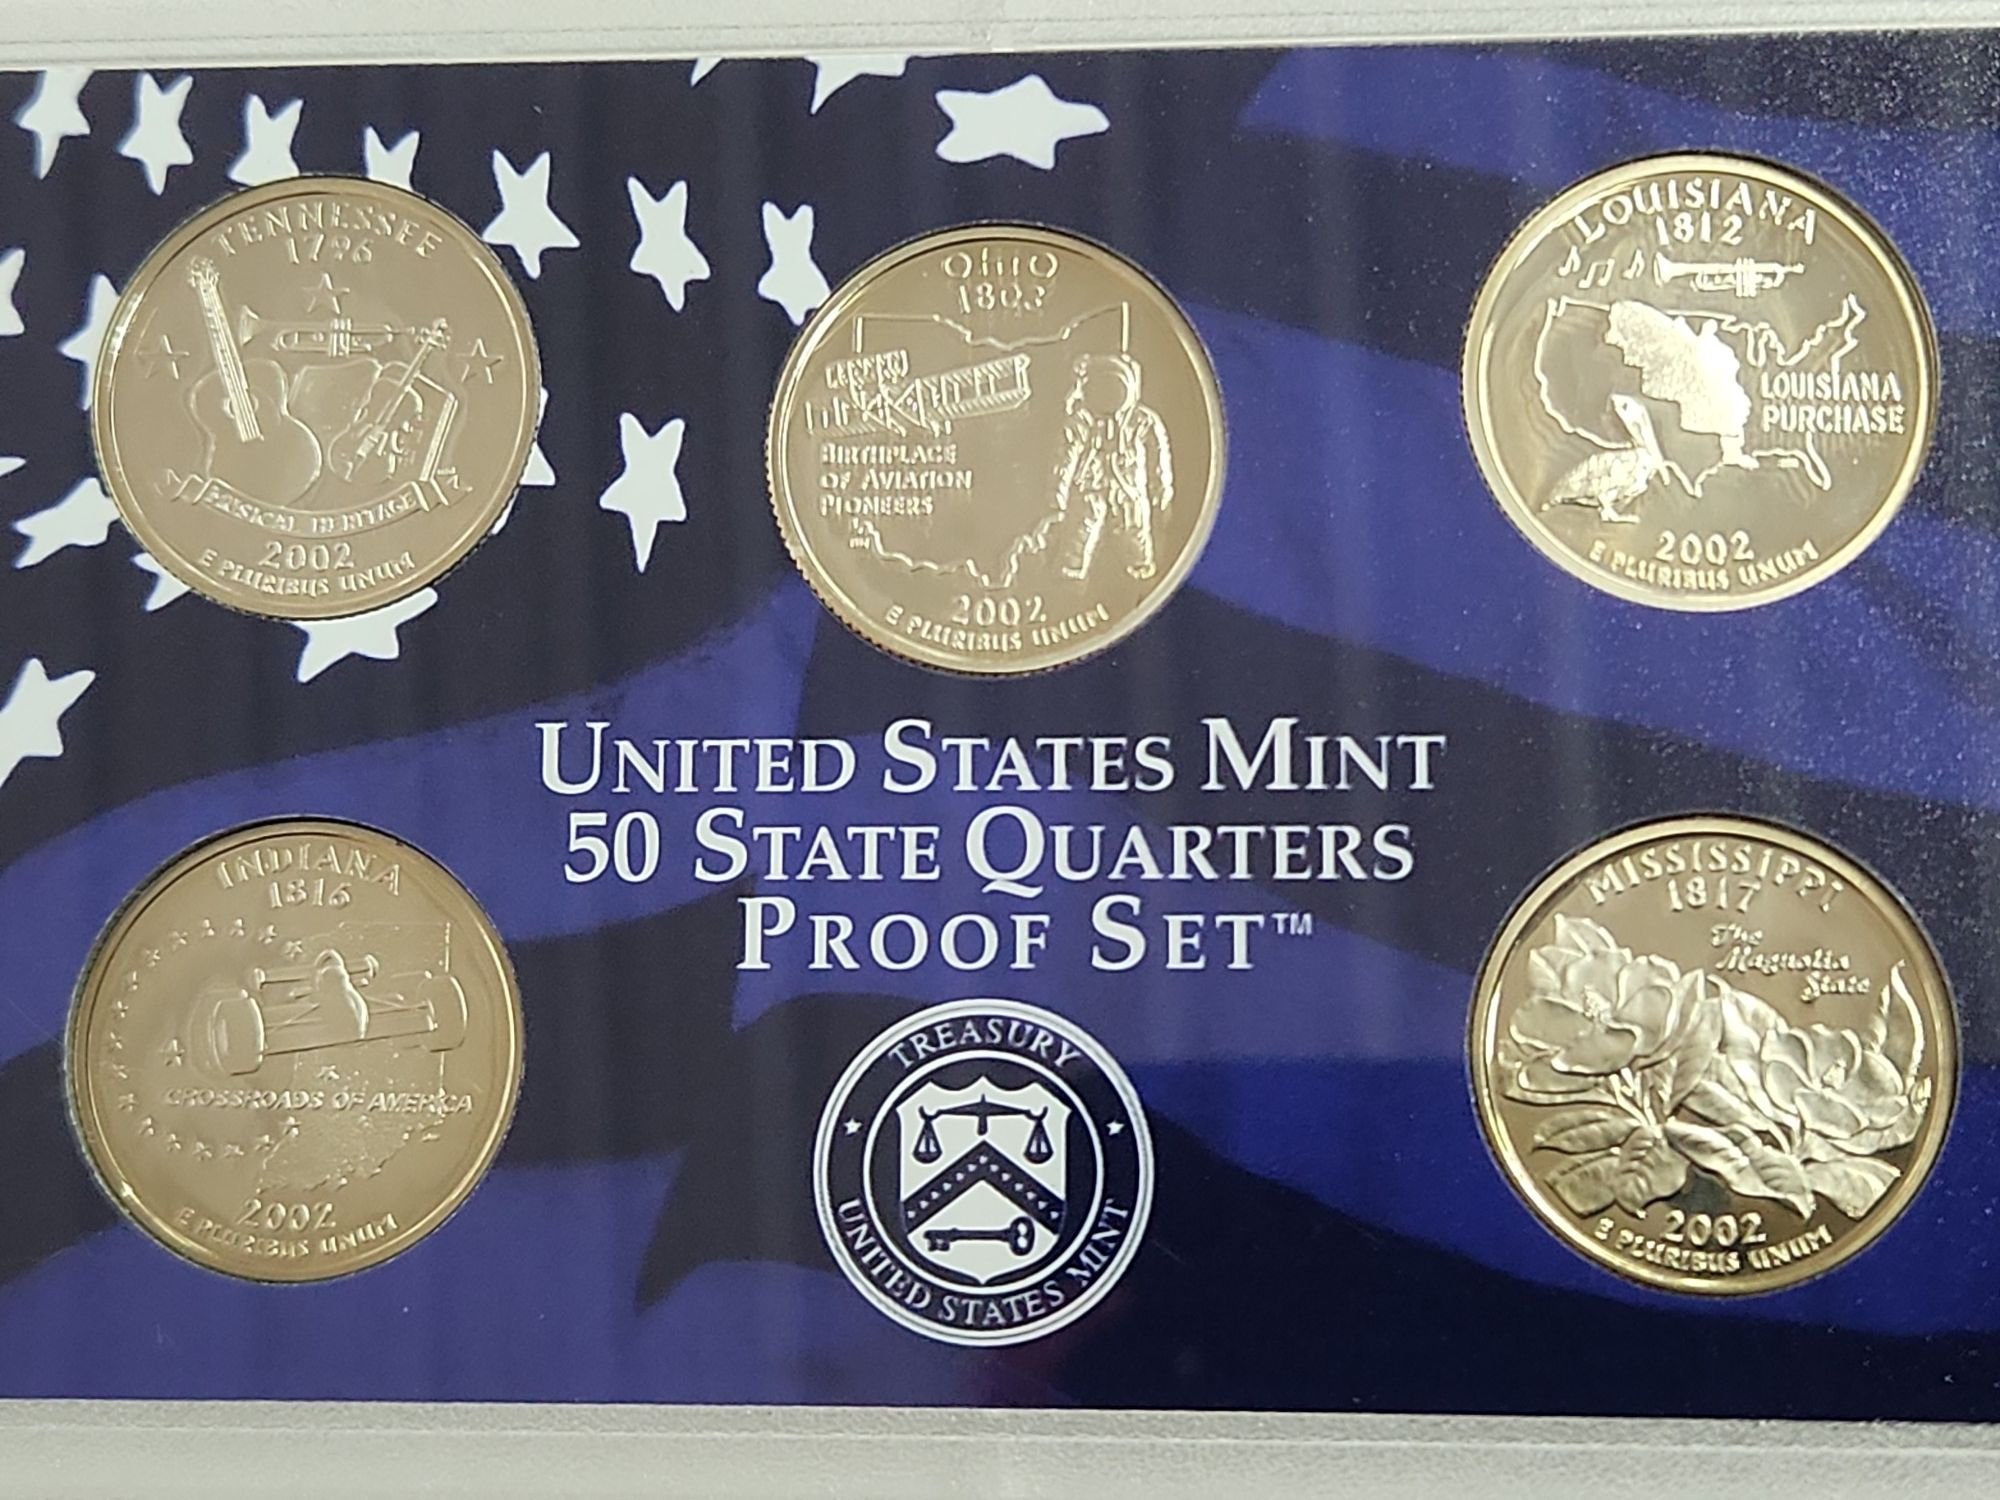 TENNESSEE
1796
MUSICAL HERITAGE
2002
E PLURIBUS UNUM
OHIO
1803
BIRTHPLACE
OF AVIATION
PIONEERS
2002
E PLURIBUS UNUM
LOUISIANA
1812
LOUISIANA
PURCHASE
2002
E PLURIBUS UNUM
UNITED STATES MINT
50 STATE QUARTERS
PROOF SET™
INDIANA
1816
CROSSROADS OF AMERICA
2002
E PLURIBUS UNUM
TREASURY
UNITED STATES MINT
MISSISSIPPI
1817
The
Magnolia
State
2002
E PLURIBUS UNUM